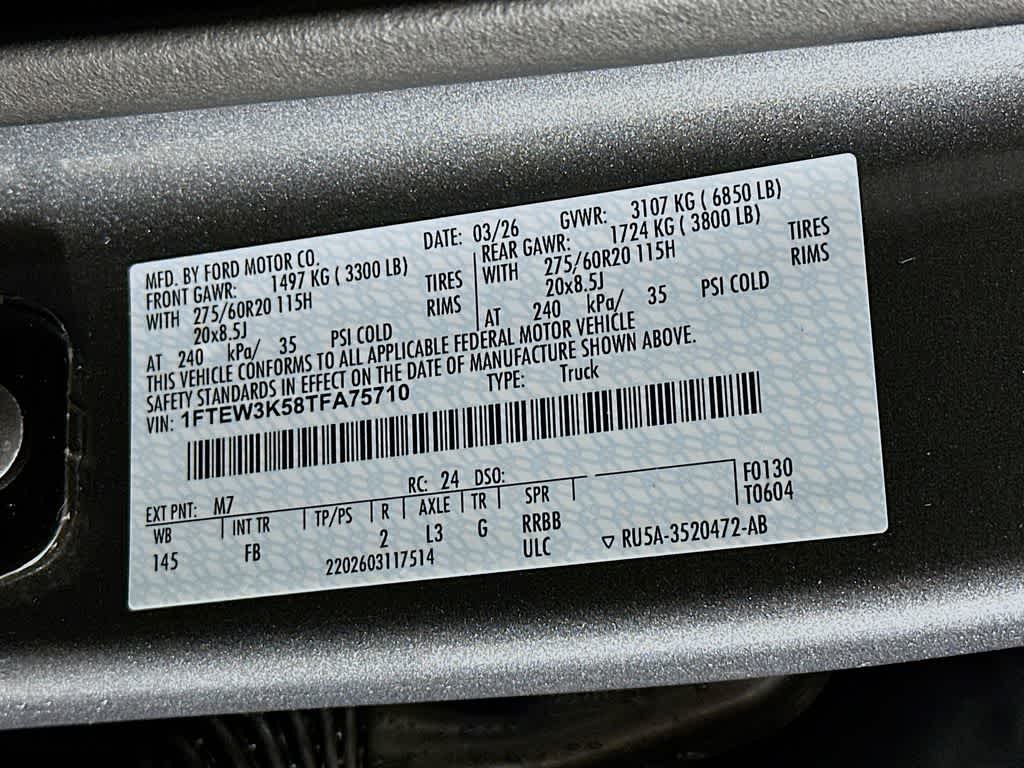 MFD. BY FORD MOTOR CO.
DATE: 03/26 GVWR: 3107 KG ( 6850 LB)
FRONT GAWR: 1497 KG ( 3300 LB)
WITH 275/60R20 115H TIRES
20x8.5J RIMS
AT 240 kPa/ 35 PSI COLD
REAR GAWR: 1724 KG ( 3800 LB)
WITH 275/60R20 115H TIRES
20x8.5J RIMS
AT 240 kPa/ 35 PSI COLD
THIS VEHICLE CONFORMS TO ALL APPLICABLE FEDERAL MOTOR VEHICLE
SAFETY STANDARDS IN EFFECT ON THE DATE OF MANUFACTURE SHOWN ABOVE.
VIN: 1FTEW3K58TFA75710 TYPE: Truck
EXT PNT: M7 RC: 24 DSO:
WB INT TR TP/PS R AXLE TR SPR F0130
145 FB 2 L3 G RRBB T0604
2202603117514 ULC ▽ RU5A-3520472-AB